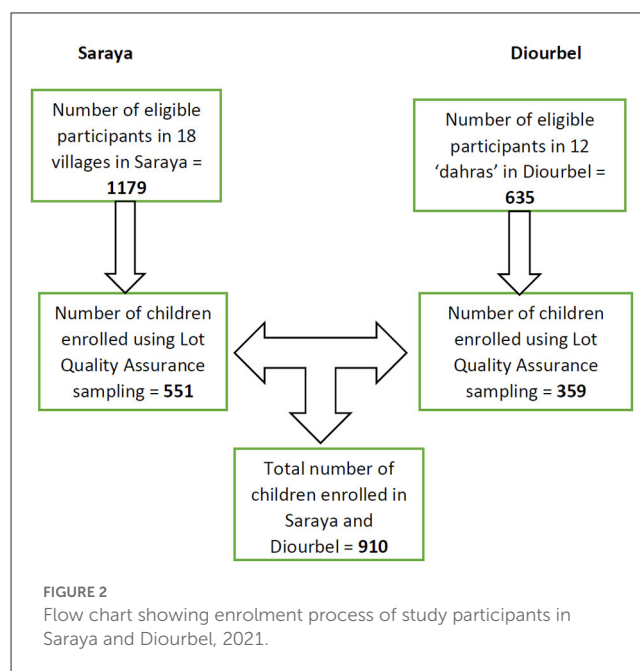 Saraya
Diourbel
Number of eligible
participants in 18
villages in Saraya =
1179
Number of eligible
participants in 12
‘dahras’ in Diourbel =
635
Number of children
enrolled using Lot
Quality Assurance
sampling = 551
Number of children
enrolled using Lot
Quality Assurance
sampling = 359
Total number of
children enrolled in
Saraya and
Diourbel = 910
FIGURE 2
Flow chart showing enrolment process of study participants in
Saraya and Diourbel, 2021.